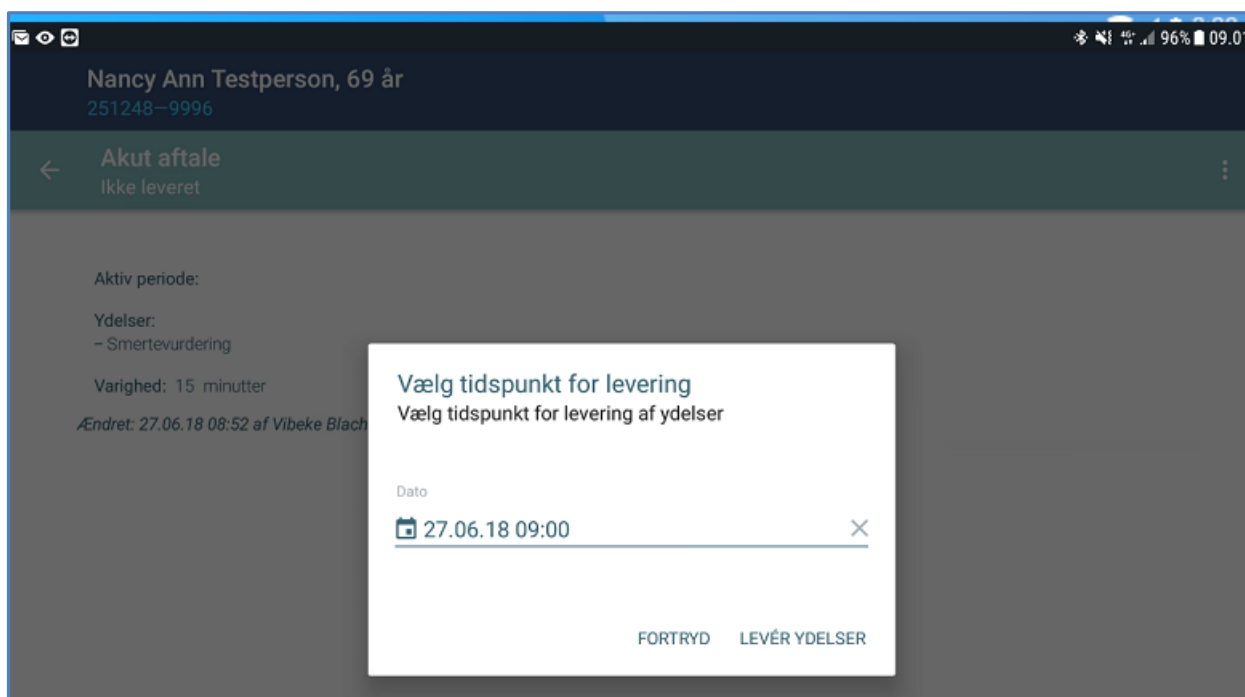 96% 09.01
Nancy Ann Testperson, 69 år
251248–9996
Akut aftale
Ikke leveret
Aktiv periode:
Ydelser:
– Smertevurdering
Varighed: 15 minutter
Ændret: 27.06.18 08:52 af Vibeke Blach
Vælg tidspunkt for levering
Vælg tidspunkt for levering af ydelser
Dato
27.06.18 09:00
FORTRYD LEVÉR YDELSER